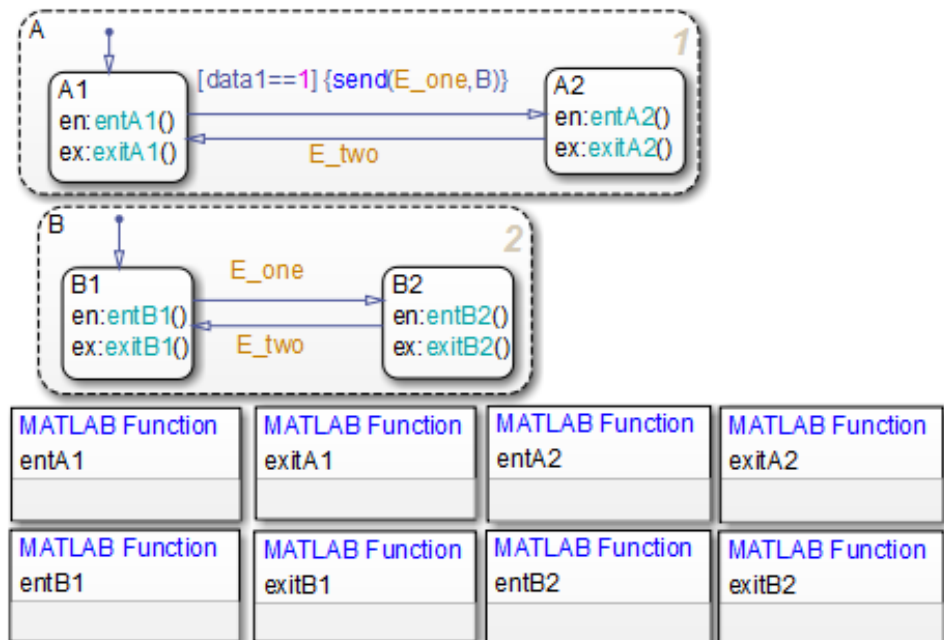 A
1
[data1==1] {send(E_one,B)}
A1
en:entA1()
ex:exitA1()
A2
en:entA2()
ex:exitA2()
E_two
B
2
E_one
B1
en:entB1()
ex:exitB1()
B2
en:entB2()
ex:exitB2()
E_two
MATLAB Function
entA1
MATLAB Function
exitA1
MATLAB Function
entA2
MATLAB Function
exitA2
MATLAB Function
entB1
MATLAB Function
exitB1
MATLAB Function
entB2
MATLAB Function
exitB2